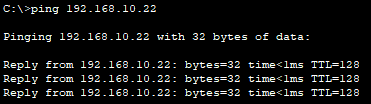 C:\>ping 192.168.10.22
Pinging 192.168.10.22 with 32 bytes of data:
Reply from 192.168.10.22: bytes=32 time<1ms TTL=128
Reply from 192.168.10.22: bytes=32 time<1ms TTL=128
Reply from 192.168.10.22: bytes=32 time<1ms TTL=128